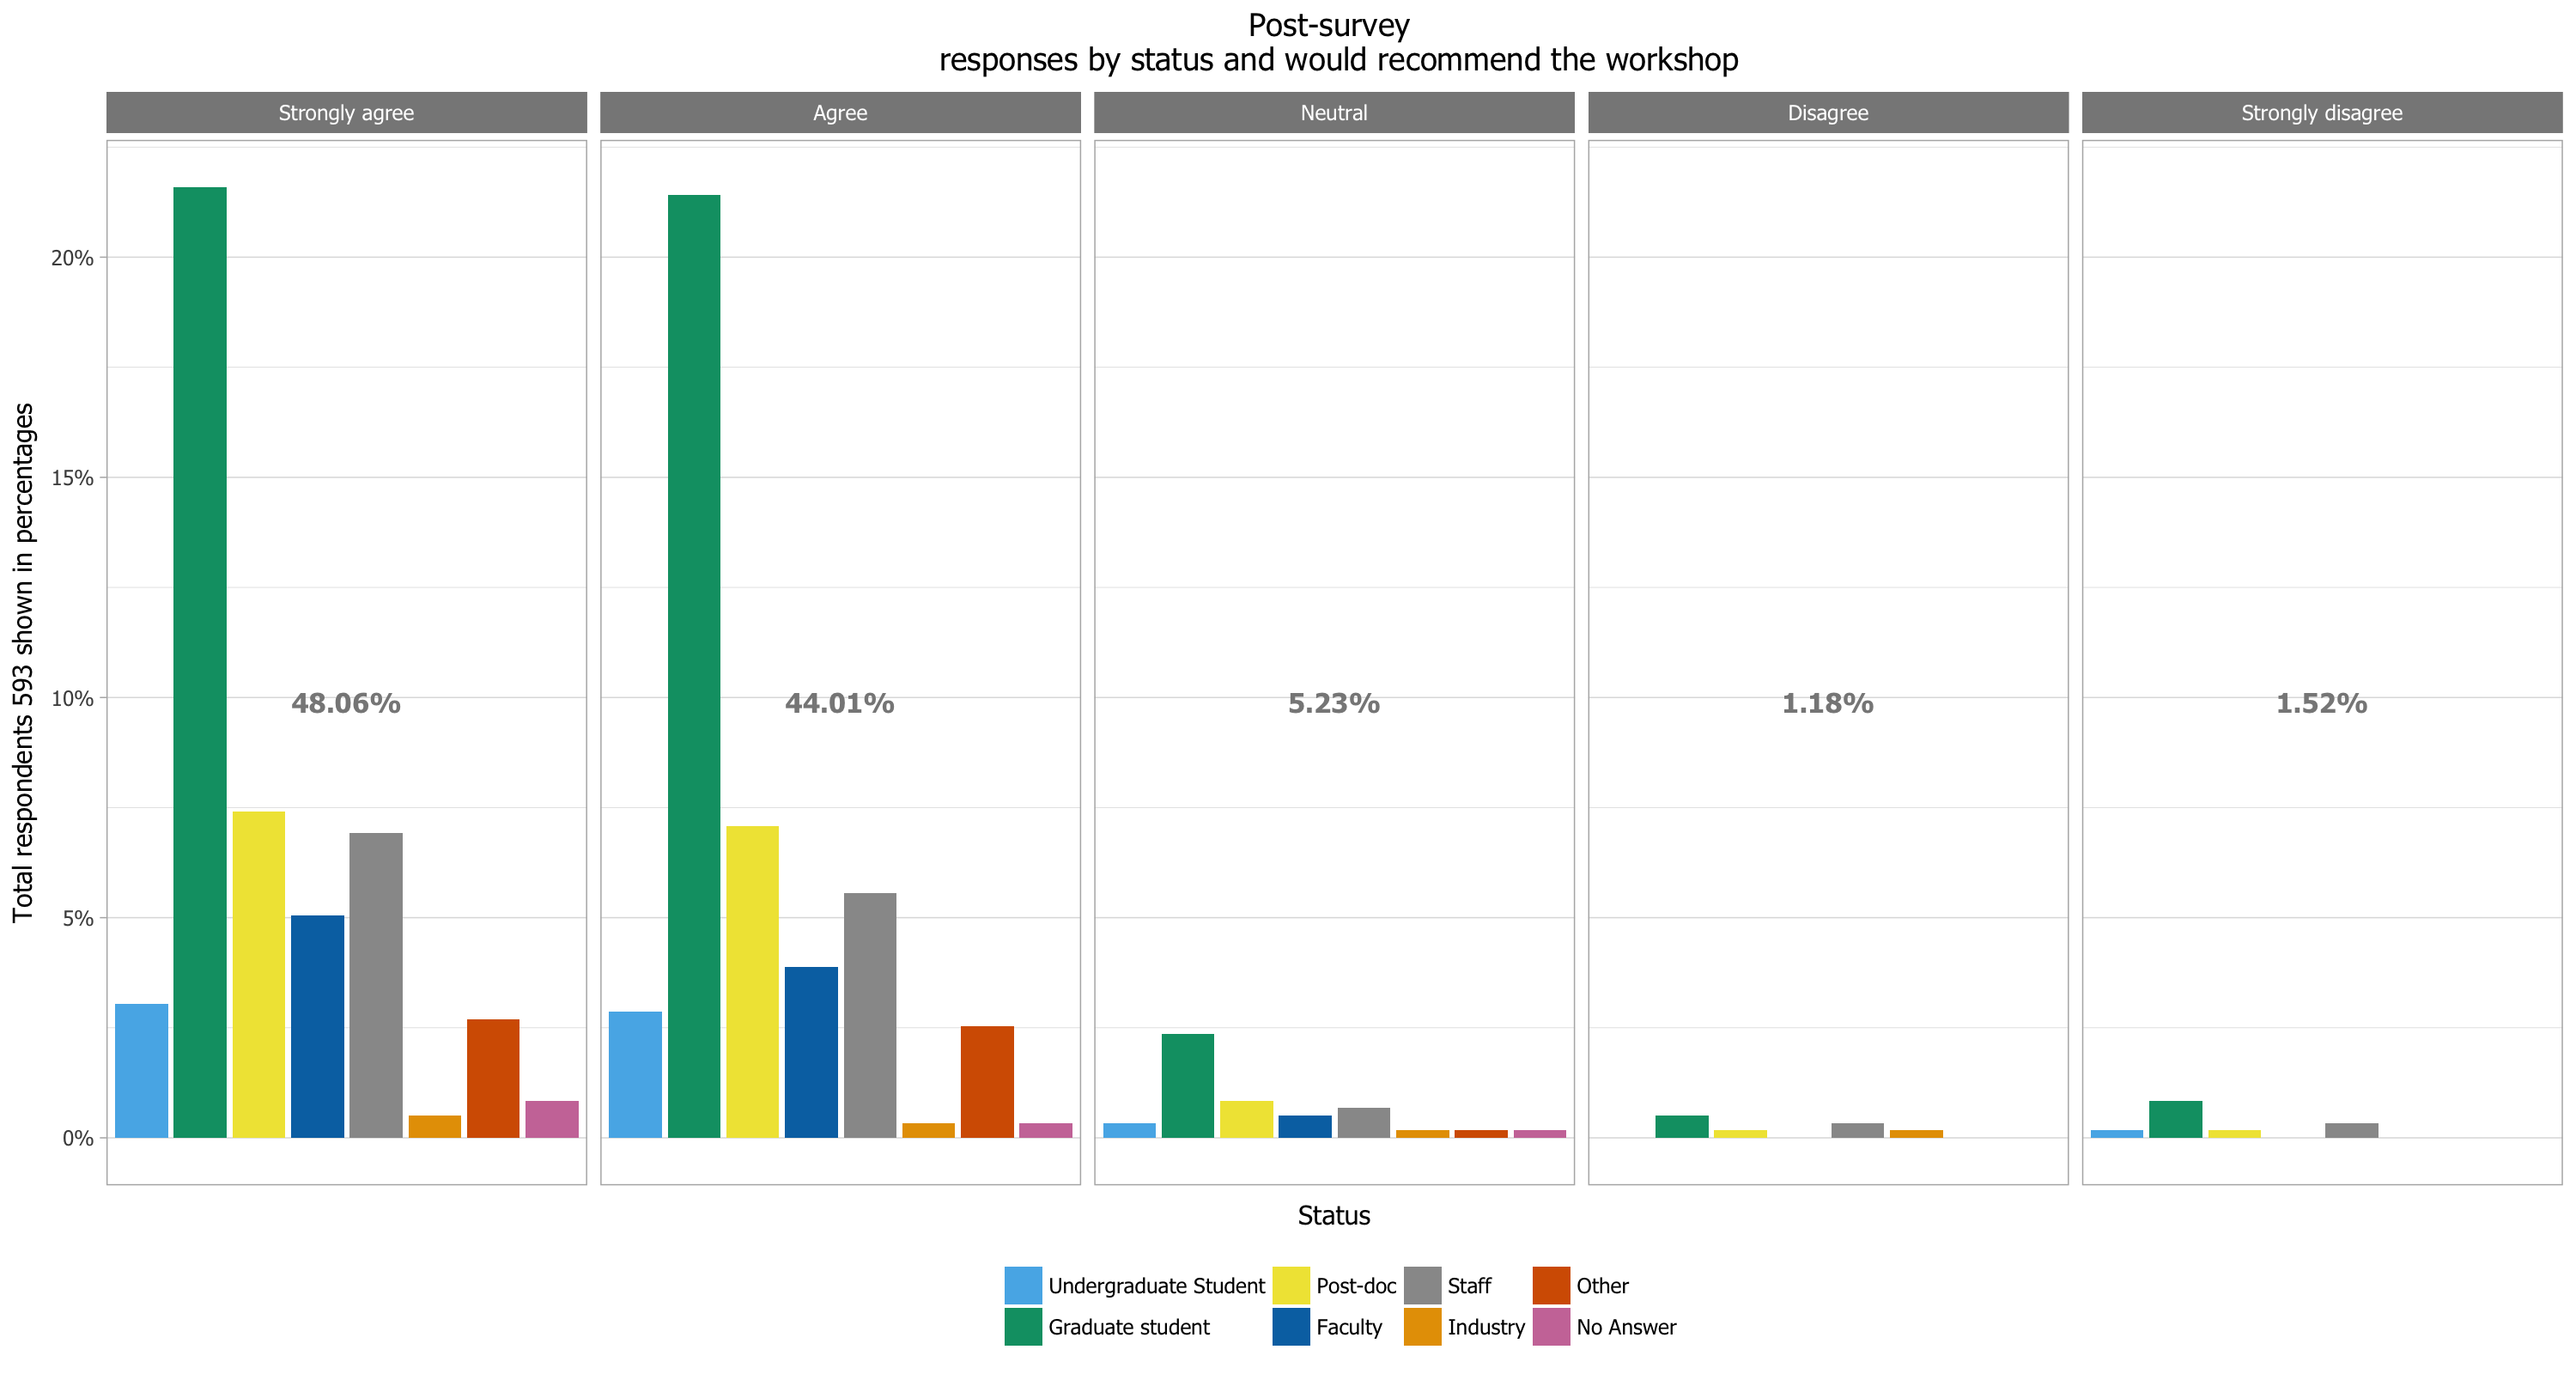 Post-survey
responses by status and would recommend the workshop
Strongly agree
Agree
Neutral
Disagree
Strongly disagree
Total respondents 593 shown in percentages
20%
15%
10%
5%
0%
48.06%
44.01%
5.23%
1.18%
1.52%
Status
Undergraduate Student
Post-doc
Staff
Other
Graduate student
Faculty
Industry
No Answer